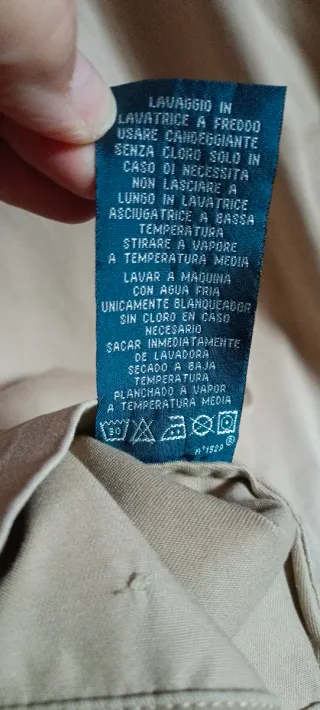 LAVAGGIO IN
LAVATRICE A FREDDO
USARE CANDEGGIANTE
SENZA CLORO SOLO IN
CASO DI NECESSITA
NON LASCIARE A
LUNGO IN LAVATRICE
ASCIUGATRICE A BASSA
TEMPERATURA
STIRARE A VAPORE
A TEMPERATURA MEDIA
LAVAR A MAQUINA
CON AGUA FRIA
UNICAMENTE BLANQUEADOR
SIN CLORO EN CASO
NECESARIO
SACAR INMEDIATAMENTE
DE LAVADORA
SECADO A BAJA
TEMPERATURA
PLANCHADO A VAPOR
A TEMPERATURA MEDIA
30
®
n°1529